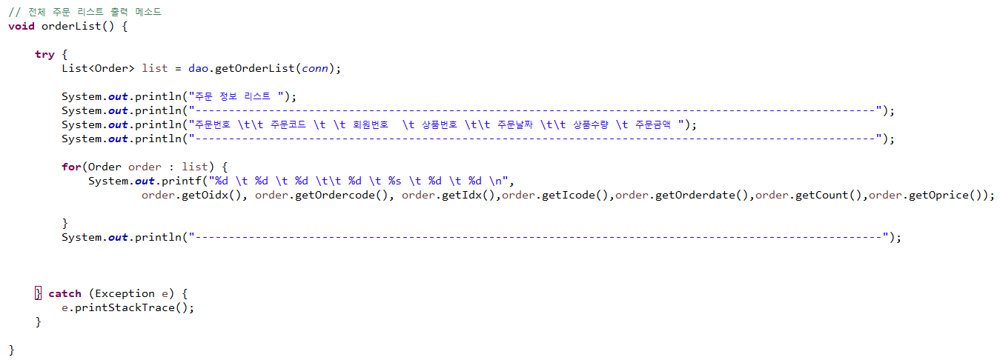 // 전체 주문 리스트 출력 메소드
void orderList() {
try {
List<Order> list = dao.getOrderList(conn);
System.out.println("주문 정보 리스트 ");
System.out.println("-------------------------------------------------------------------------------------------------------");
System.out.println("주문번호 \t\t 주문코드 \t \t 회원번호  \t 상품번호 \t\t 주문날짜 \t\t 상품수량 \t 주문금액 ");
System.out.println("-------------------------------------------------------------------------------------------------------");
for(Order order : list) {
System.out.printf("%d \t %d \t %d \t\t %d \t %s \t %d \t %d \n",
order.getOidx(), order.getOrdercode(), order.getIdx(),order.getIcode(),order.getOrderdate(),order.getCount(),order.getOprice());
}
System.out.println("--------------------------------------------------------------------------------------------------------");
} catch (Exception e) {
e.printStackTrace();
}
}